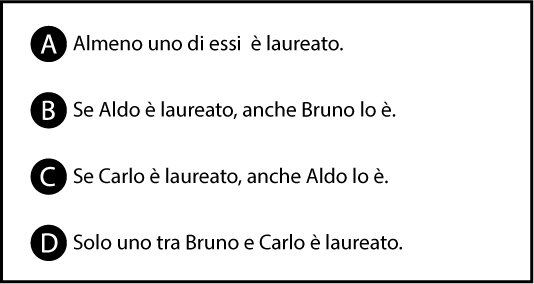 A Almeno uno di essi è laureato.
B Se Aldo è laureato, anche Bruno lo è.
C Se Carlo è laureato, anche Aldo lo è.
D Solo uno tra Bruno e Carlo è laureato.